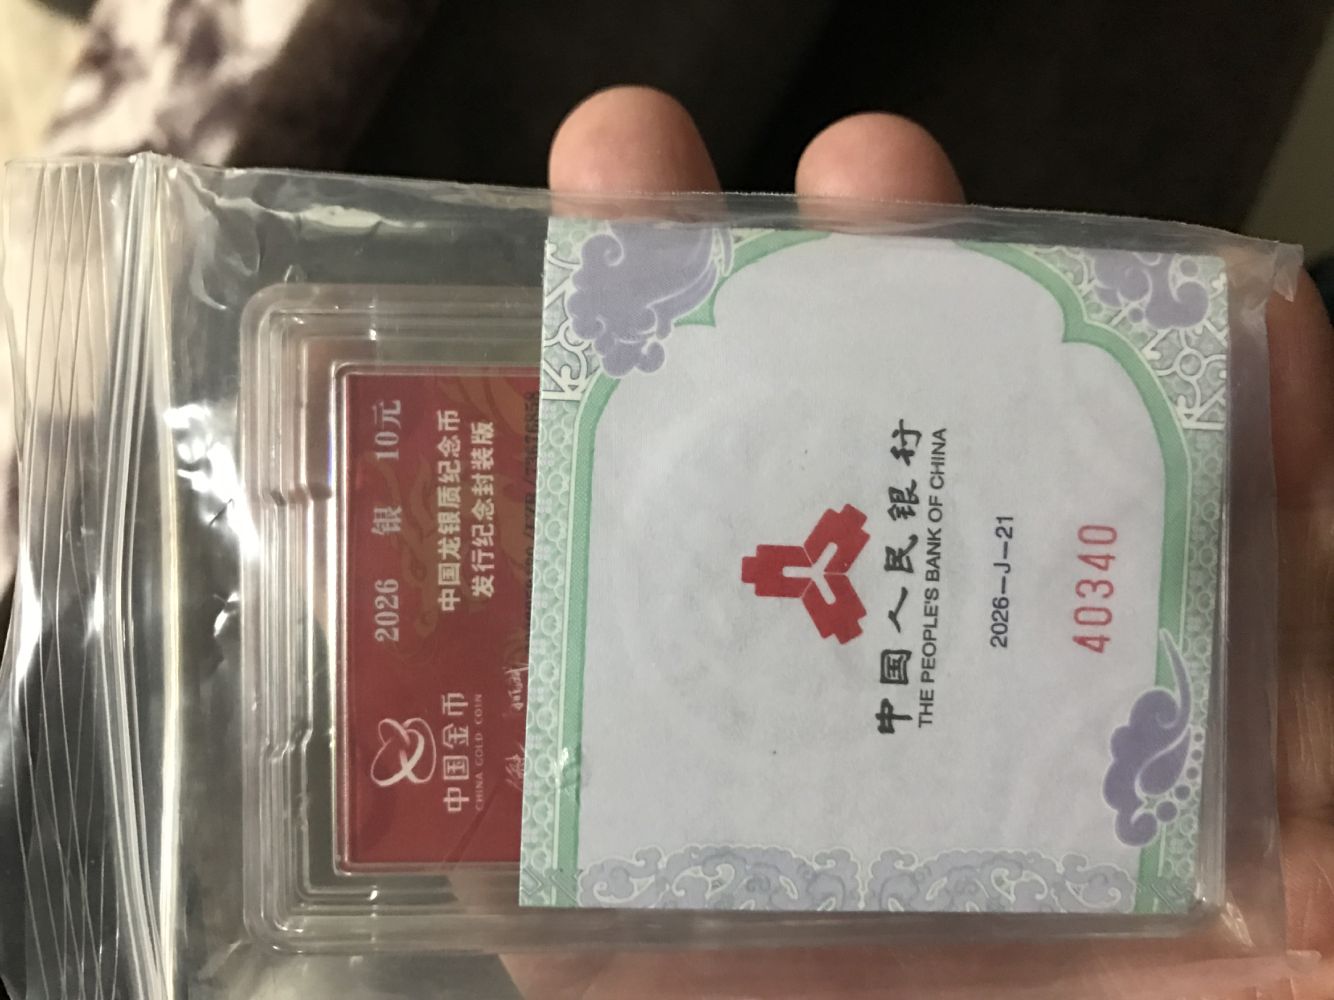 2026 银 10元
中国龙银质纪念币
发行纪念封装版
中国金币
CHINA GOLD COIN
中国人民银行
THE PEOPLE'S BANK OF CHINA
2026—J—21
40340